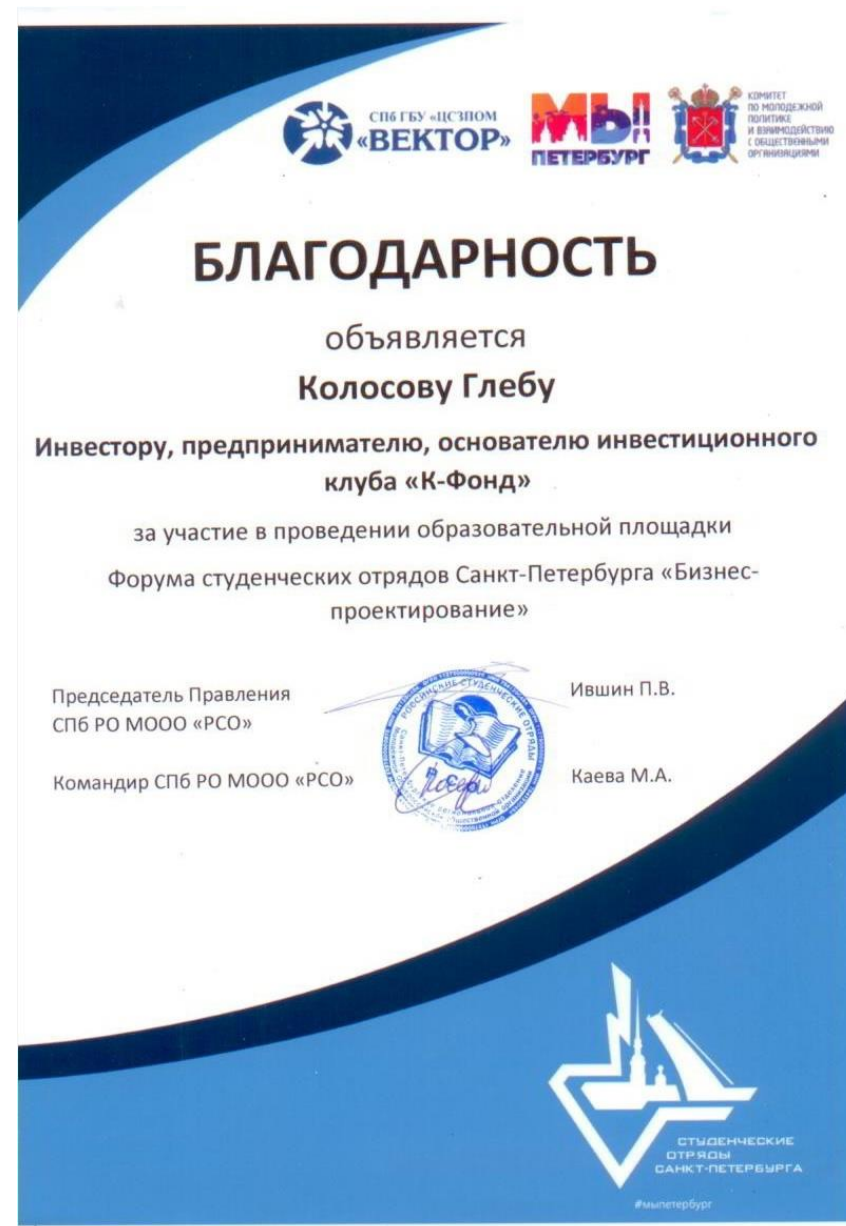 СПб ГБУ «ЦСЗПОМ
«ВЕКТОР»
МЫ
ПЕТЕРБУРГ
КОМИТЕТ
ПО МОЛОДЕЖНОЙ
ПОЛИТИКЕ
И ВЗАИМОДЕЙСТВИЮ
С ОБЩЕСТВЕННЫМИ
ОРГАНИЗАЦИЯМИ
БЛАГОДАРНОСТЬ
объявляется
Колосову Глебу
Инвестору, предпринимателю, основателю инвестиционного
клуба «К-Фонд»
за участие в проведении образовательной площадки
Форума студенческих отрядов Санкт-Петербурга «Бизнес-
проектирование»
Председатель Правления
СПб РО МООО «РСО»
Ившин П.В.
РОССИЙСКИЕ СТУДЕНЧЕСКИЕ ОТРЯДЫ
Командир СПб РО МООО «РСО»
Каева М.А.
СТУДЕНЧЕСКИЕ
ОТРЯДЫ
САНКТ-ПЕТЕРБУРГА
#мыпетербург